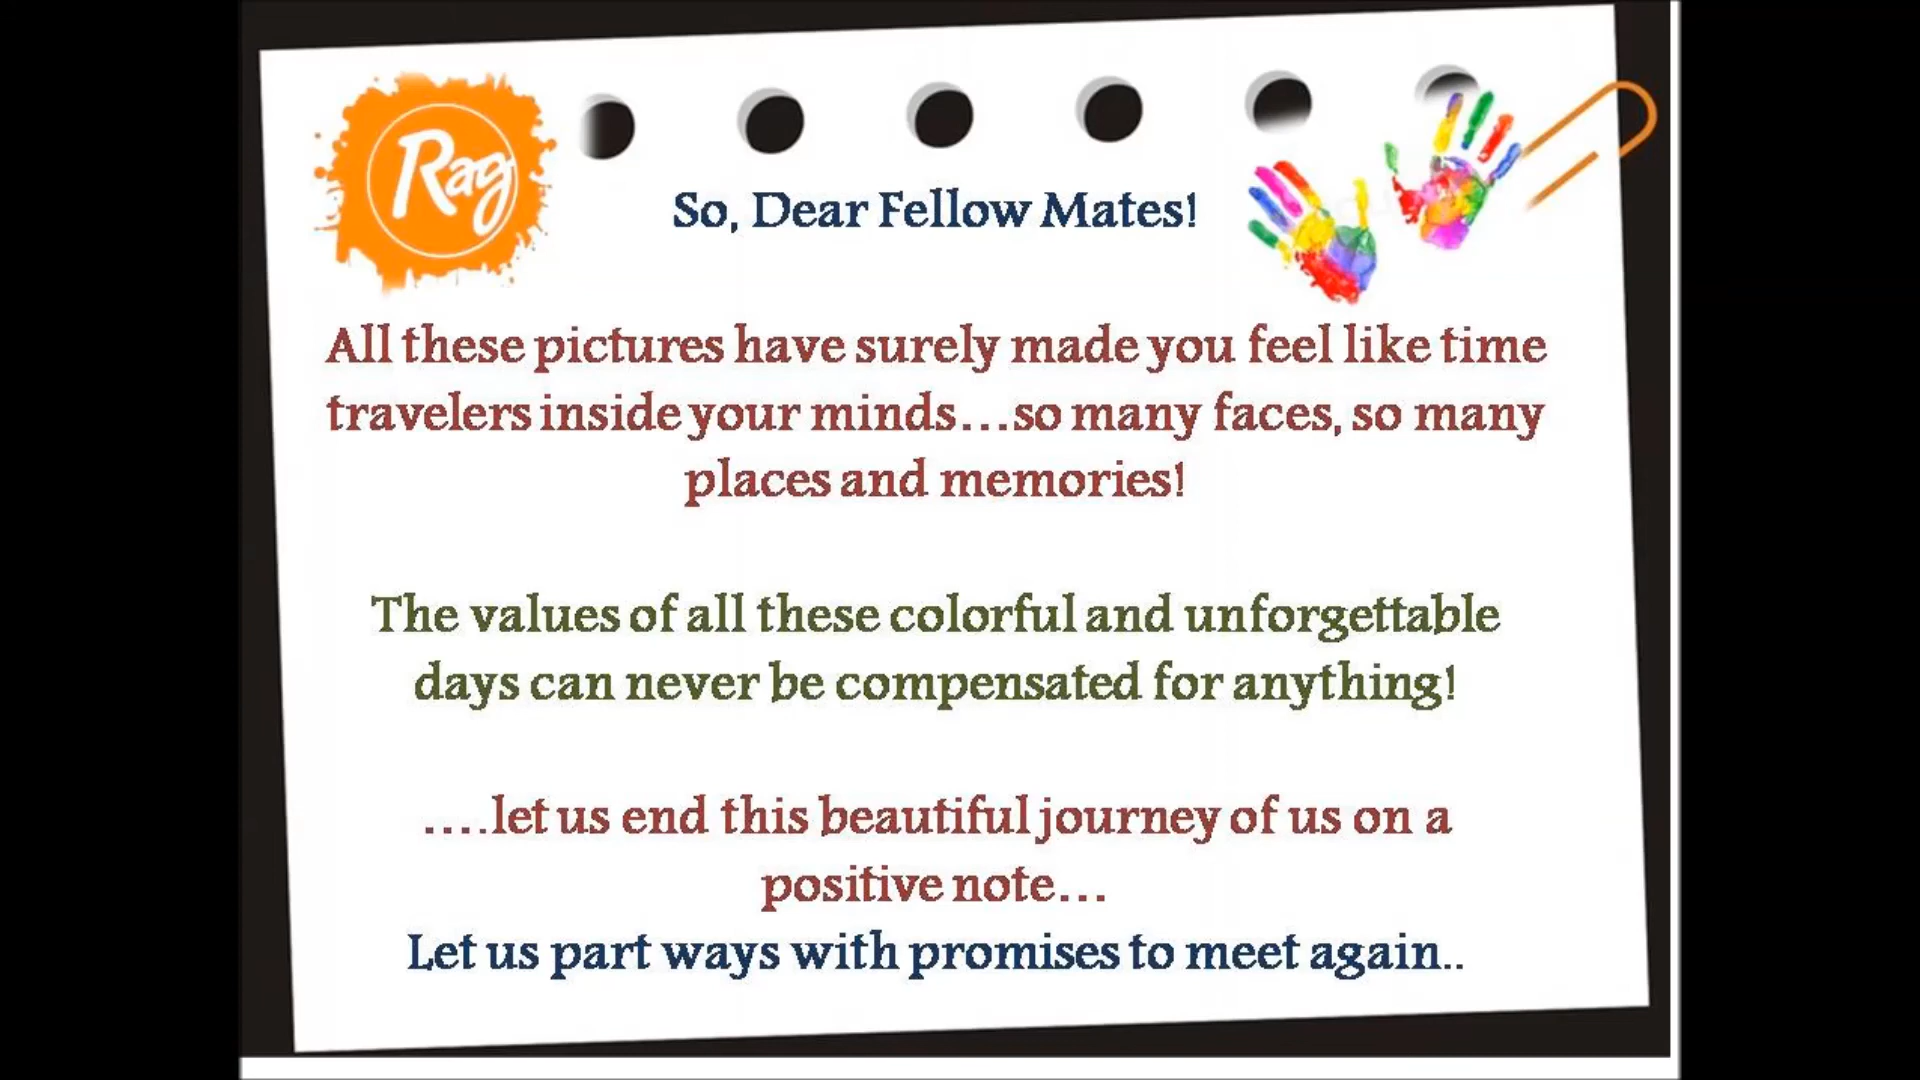 Rag
So, Dear Fellow Mates!
All these pictures have surely made you feel like time
travelers inside your minds...so many faces, so many
places and memories!
The values of all these colorful and unforgettable
days can never be compensated for anything!
....let us end this beautiful journey of us on a
positive note...
Let us part ways with promises to meet again..